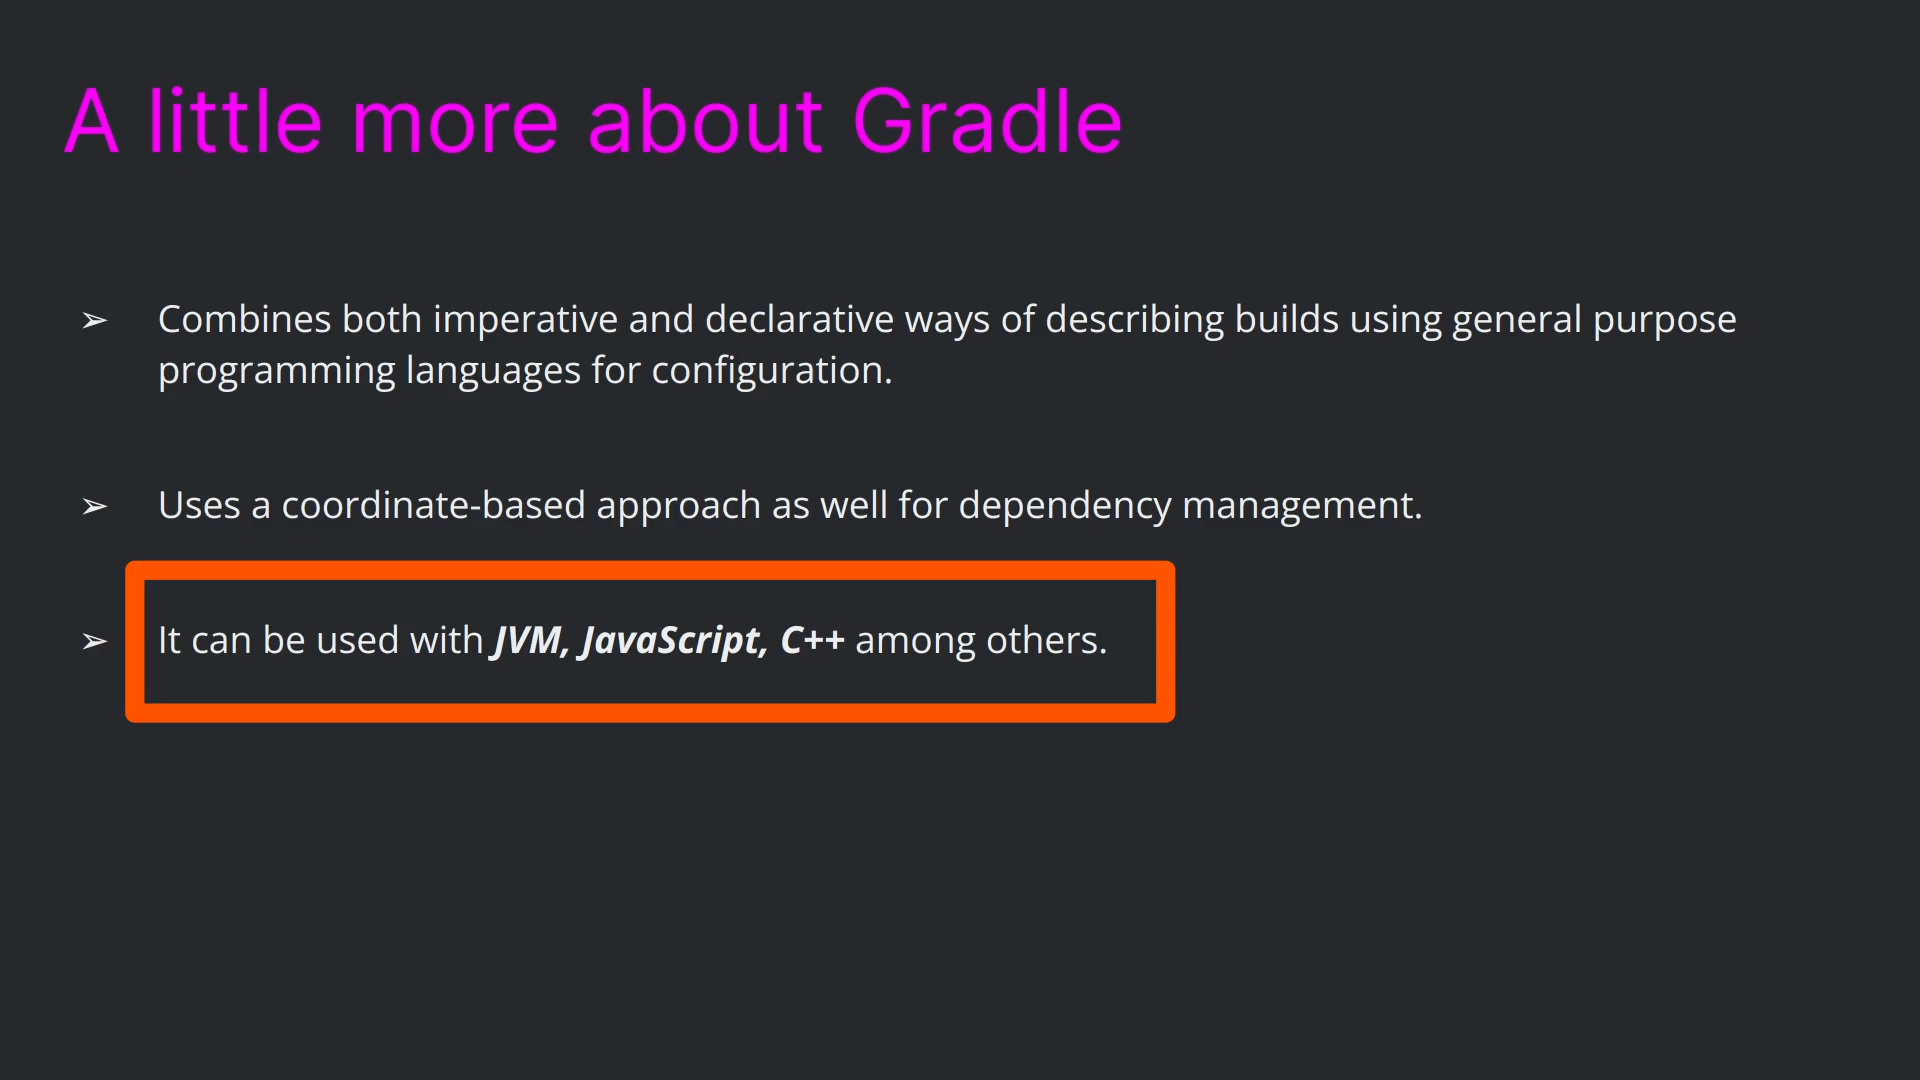 A little more about Gradle
➢ Combines both imperative and declarative ways of describing builds using general purpose
programming languages for configuration.
➢ Uses a coordinate-based approach as well for dependency management.
➢ It can be used with JVM, JavaScript, C++ among others.